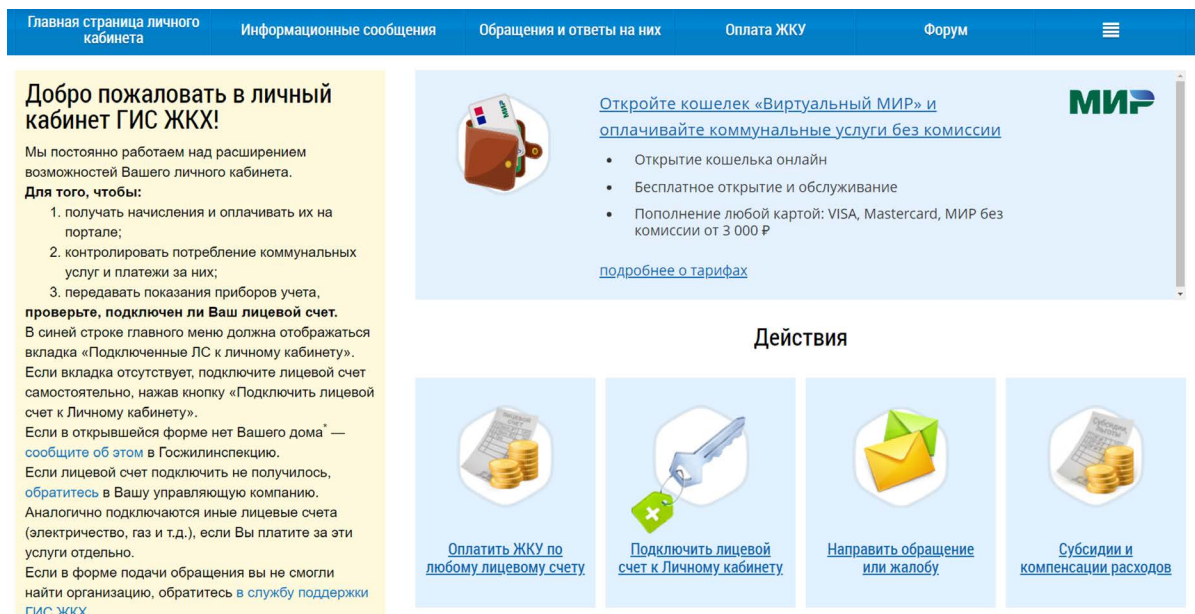 Главная страница личного
кабинета
Информационные сообщения
Обращения и ответы на них
Оплата ЖКУ
Форум
Добро пожаловать в личный
кабинет ГИС ЖКХ!
Мы постоянно работаем над расширением
возможностей Вашего личного кабинета.
Для того, чтобы:
1. получать начисления и оплачивать их на
портале;
2. контролировать потребление коммунальных
услуг и платежи за них;
3. передавать показания приборов учета,
проверьте, подключен ли Ваш лицевой счет.
В синей строке главного меню должна отображаться
вкладка «Подключенные ЛС к личному кабинету».
Если вкладка отсутствует, подключите лицевой счет
самостоятельно, нажав кнопку «Подключить лицевой
счет к Личному кабинету».
Если в открывшейся форме нет Вашего дома* —
сообщите об этом в Госжилинспекцию.
Если лицевой счет подключить не получилось,
обратитесь в Вашу управляющую компанию.
Аналогично подключаются иные лицевые счета
(электричество, газ и т.д.), если Вы платите за эти
услуги отдельно.
Если в форме подачи обращения вы не смогли
найти организацию, обратитесь в службу поддержки
ГИС ЖКХ
МИР
Откройте кошелек «Виртуальный МИР» и
оплачивайте коммунальные услуги без комиссии
• Открытие кошелька онлайн
• Бесплатное открытие и обслуживание
• Пополнение любой картой: VISA, Mastercard, МИР без
комиссии от 3 000 ₽
подробнее о тарифах
МИР
Действия
Лицевой
счет
Оплатить ЖКУ по
любому лицевому счету
Подключить лицевой
счет к Личному кабинету
Направить обращение
или жалобу
Субсидии,
льготы
Субсидии и
компенсации расходов